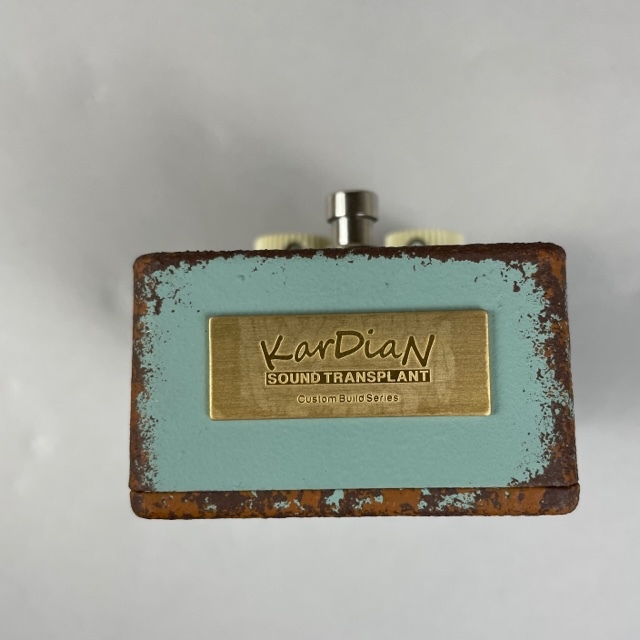 KarDiaN
SOUND TRANSPLANT
Custom Build Series